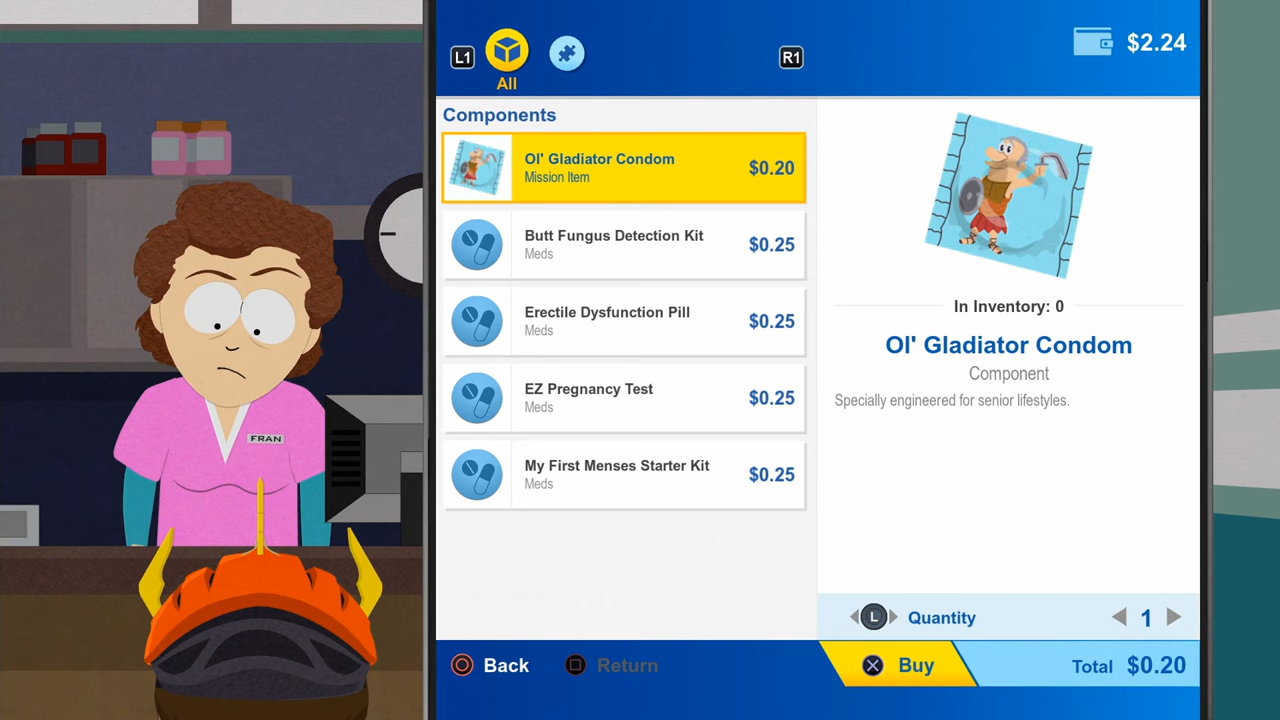 L1
All
R1
$2.24
Components
Ol' Gladiator Condom
Mission Item
$0.20
Butt Fungus Detection Kit
Meds
$0.25
Erectile Dysfunction Pill
Meds
$0.25
EZ Pregnancy Test
Meds
$0.25
My First Menses Starter Kit
Meds
$0.25
In Inventory: 0
Ol' Gladiator Condom
Component
Specially engineered for senior lifestyles.
FRAN
L Quantity 1
Back
Return
Buy
Total $0.20